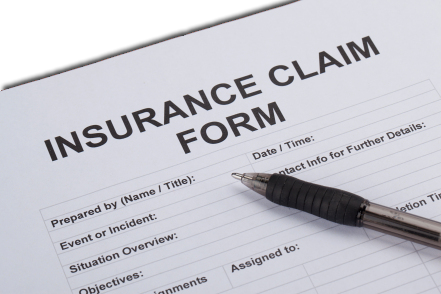 INSURANCE CLAIM
FORM
Prepared by (Name / Title):
Date / Time:
Event or Incident:
Contact Info for Further Details:
Situation Overview:
Objectives:
Assigned to: